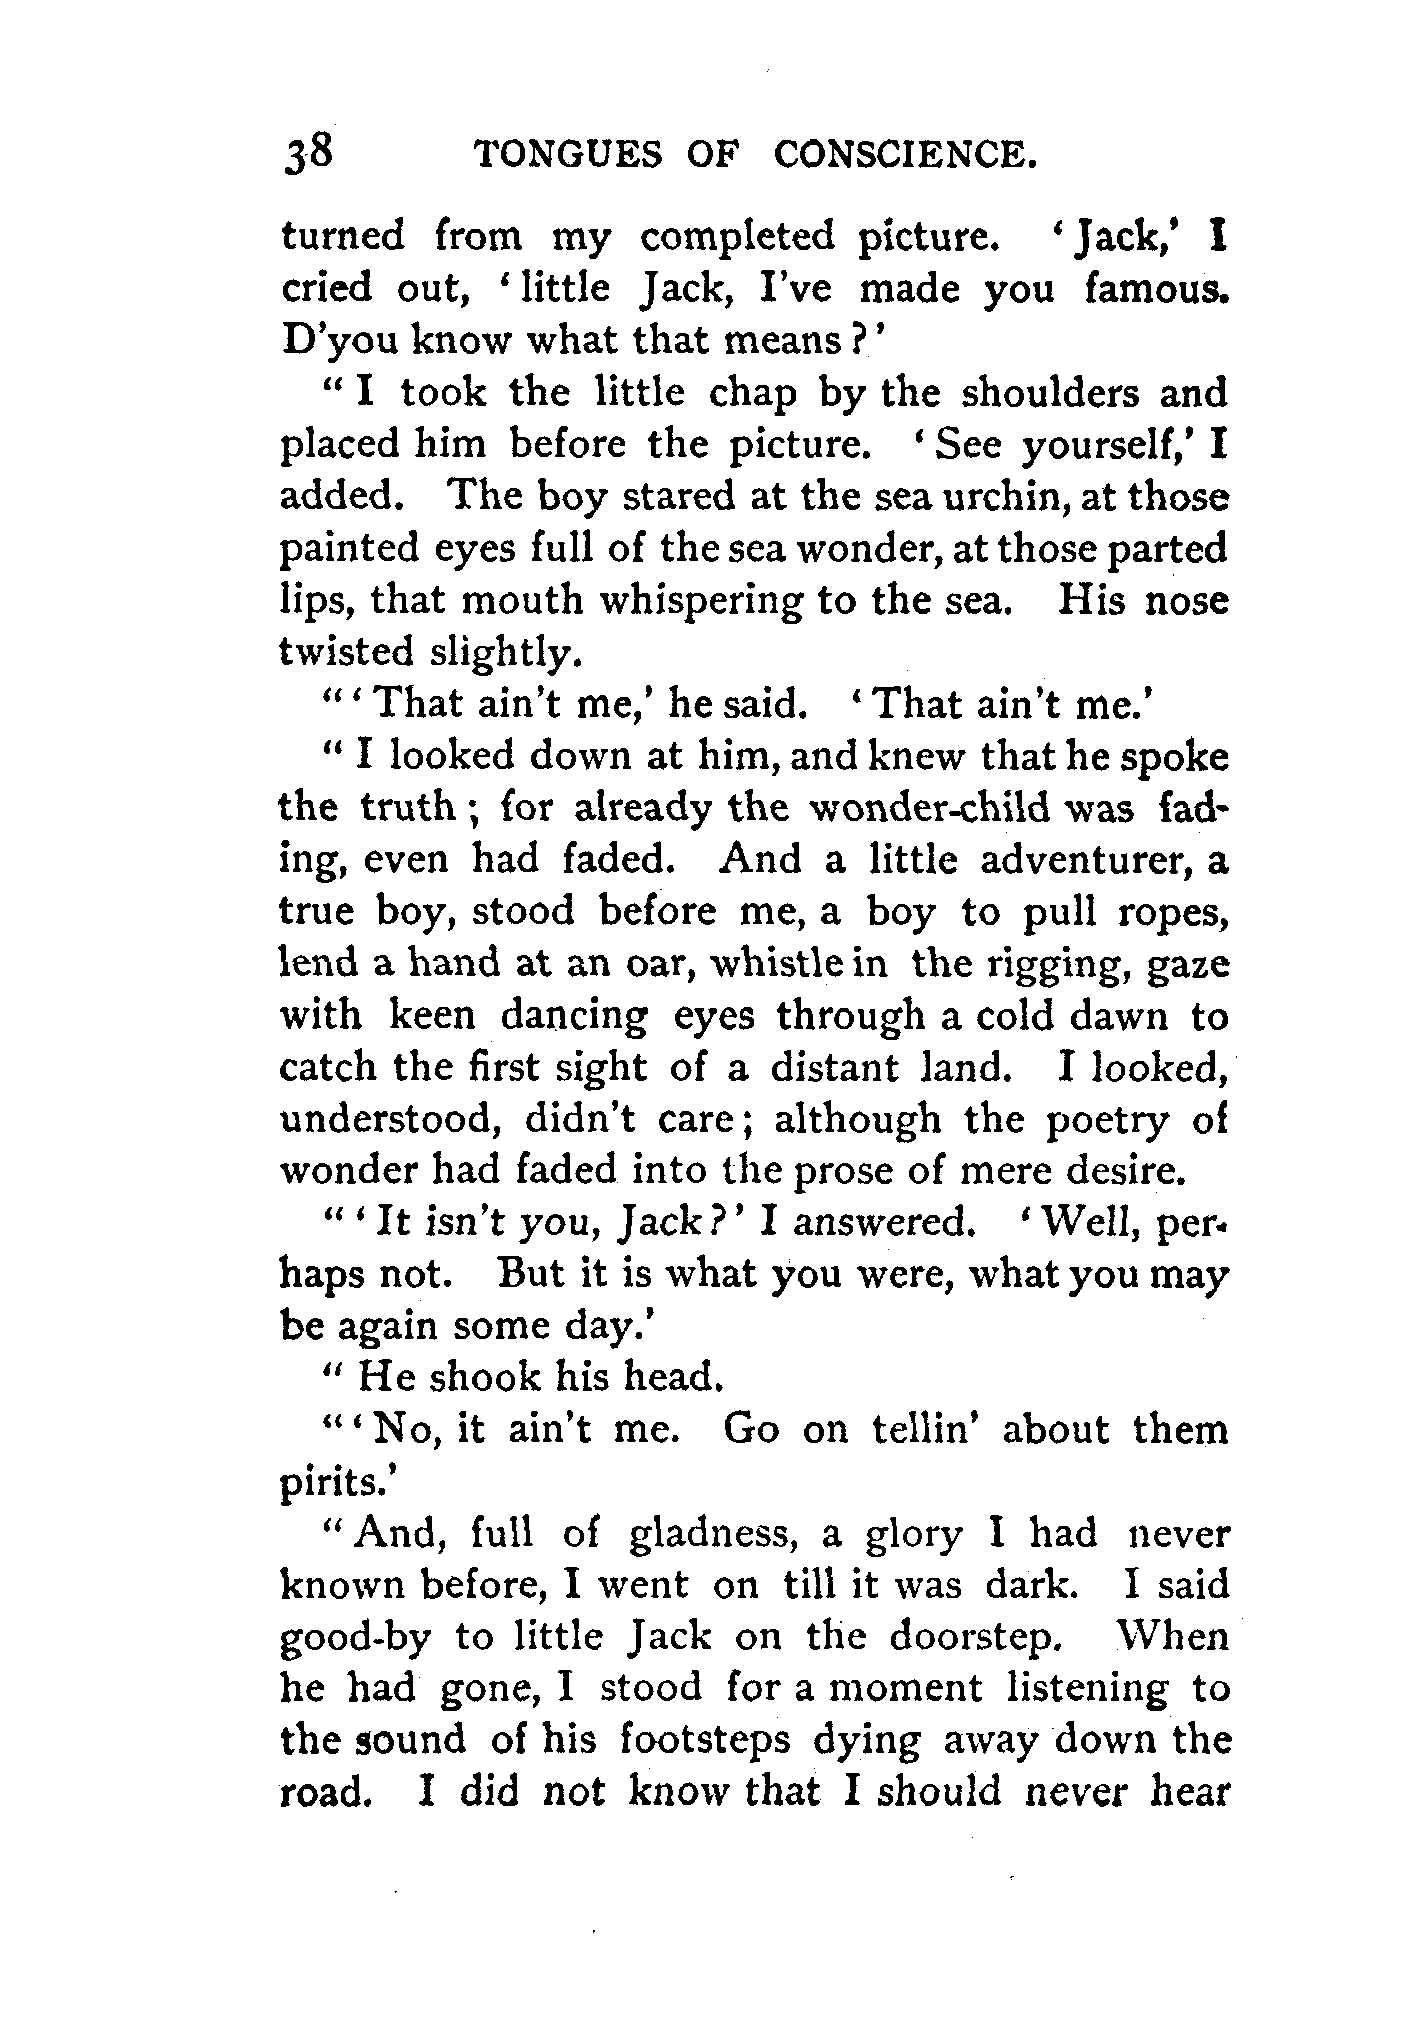 38 TONGUES OF CONSCIENCE.
turned from my completed picture. ‘Jack,’ I
cried out, ‘little Jack, I’ve made you famous.
D’you know what that means?’
“I took the little chap by the shoulders and
placed him before the picture. ‘See yourself,’ I
added. The boy stared at the sea urchin, at those
painted eyes full of the sea wonder, at those parted
lips, that mouth whispering to the sea. His nose
twisted slightly.
“‘That ain’t me,’ he said. ‘That ain’t me.’
“I looked down at him, and knew that he spoke
the truth; for already the wonder-child was fad-
ing, even had faded. And a little adventurer, a
true boy, stood before me, a boy to pull ropes,
lend a hand at an oar, whistle in the rigging, gaze
with keen dancing eyes through a cold dawn to
catch the first sight of a distant land. I looked,
understood, didn’t care; although the poetry of
wonder had faded into the prose of mere desire.
“‘It isn’t you, Jack?’ I answered. ‘Well, per-
haps not. But it is what you were, what you may
be again some day.’
“He shook his head.
“‘No, it ain’t me. Go on tellin’ about them
pirits.’
“And, full of gladness, a glory I had never
known before, I went on till it was dark. I said
good-by to little Jack on the doorstep. When
he had gone, I stood for a moment listening to
the sound of his footsteps dying away down the
road. I did not know that I should never hear